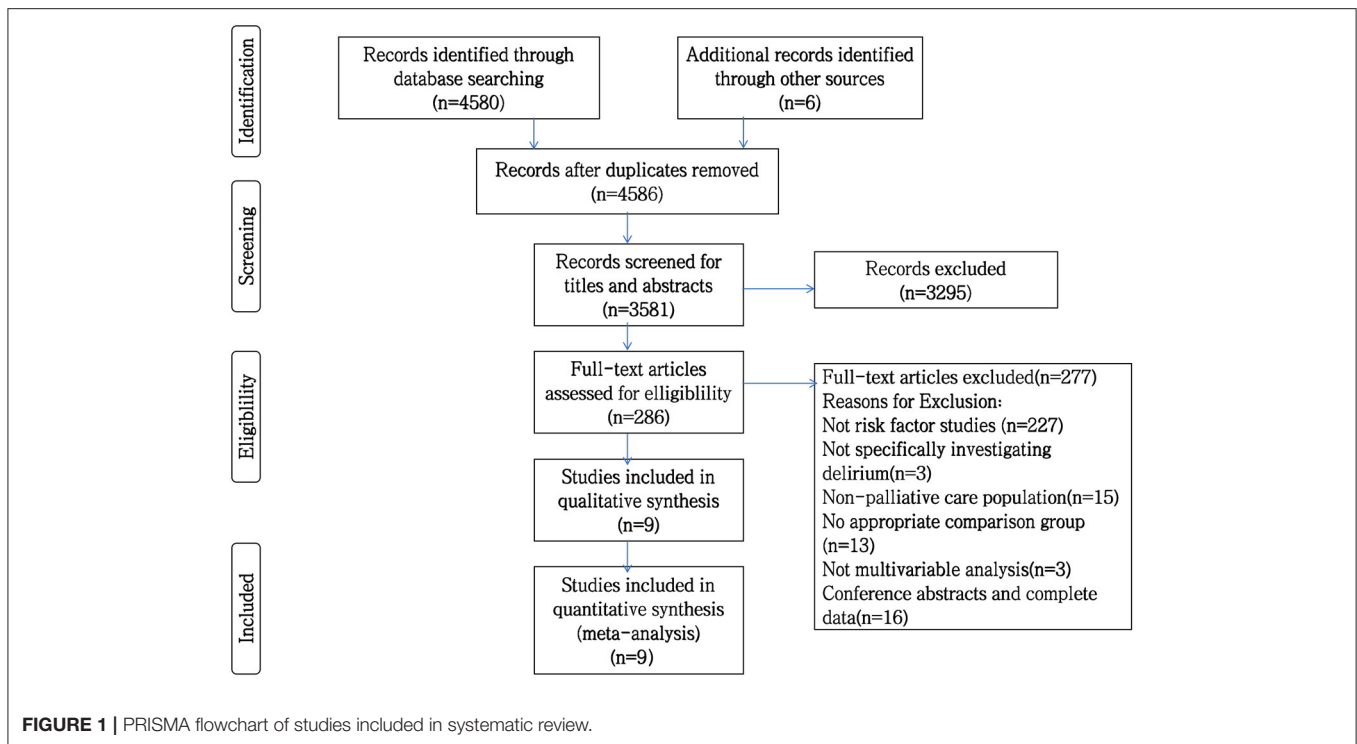 Identification
Records identified through
database searching
(n=4580)
Additional records identified
through other sources
(n=6)
Records after duplicates removed
(n=4586)
Screening
Records screened for
titles and abstracts
(n=3581)
Records excluded
(n=3295)
Eligiblility
Full-text articles
assessed for elligiblility
(n=286)
Full-text articles excluded(n=277)
Reasons for Exclusion:
Not risk factor studies (n=227)
Not specifically investigating
delirium(n=3)
Non-palliative care population(n=15)
No appropriate comparison group
(n=13)
Not multivariable analysis(n=3)
Conference abstracts and complete
data(n=16)
Studies included in
qualitative synthesis
(n=9)
Included
Studies included in
quantitative synthesis
(meta-analysis)
(n=9)
FIGURE 1 | PRISMA flowchart of studies included in systematic review.